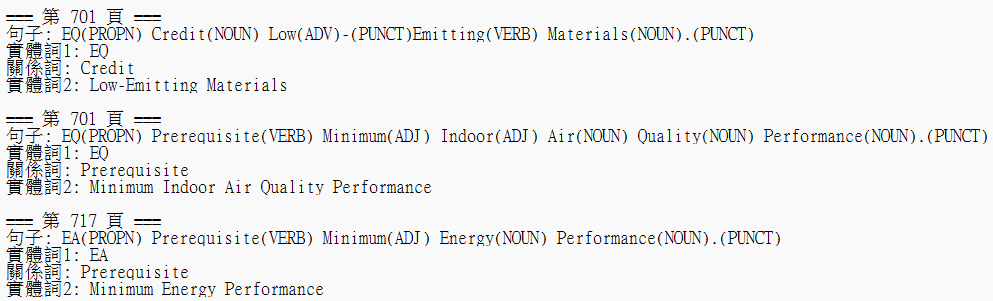 === 第 701 頁 ===
句子: EQ(PROPN) Credit(NOUN) Low(ADV)-(PUNCT)Emitting(VERB) Materials(NOUN).(PUNCT)
實體詞1: EQ
關係詞: Credit
實體詞2: Low-Emitting Materials

=== 第 701 頁 ===
句子: EQ(PROPN) Prerequisite(VERB) Minimum(ADJ) Indoor(ADJ) Air(NOUN) Quality(NOUN) Performance(NOUN).(PUNCT)
實體詞1: EQ
關係詞: Prerequisite
實體詞2: Minimum Indoor Air Quality Performance

=== 第 717 頁 ===
句子: EA(PROPN) Prerequisite(VERB) Minimum(ADJ) Energy(NOUN) Performance(NOUN).(PUNCT)
實體詞1: EA
關係詞: Prerequisite
實體詞2: Minimum Energy Performance